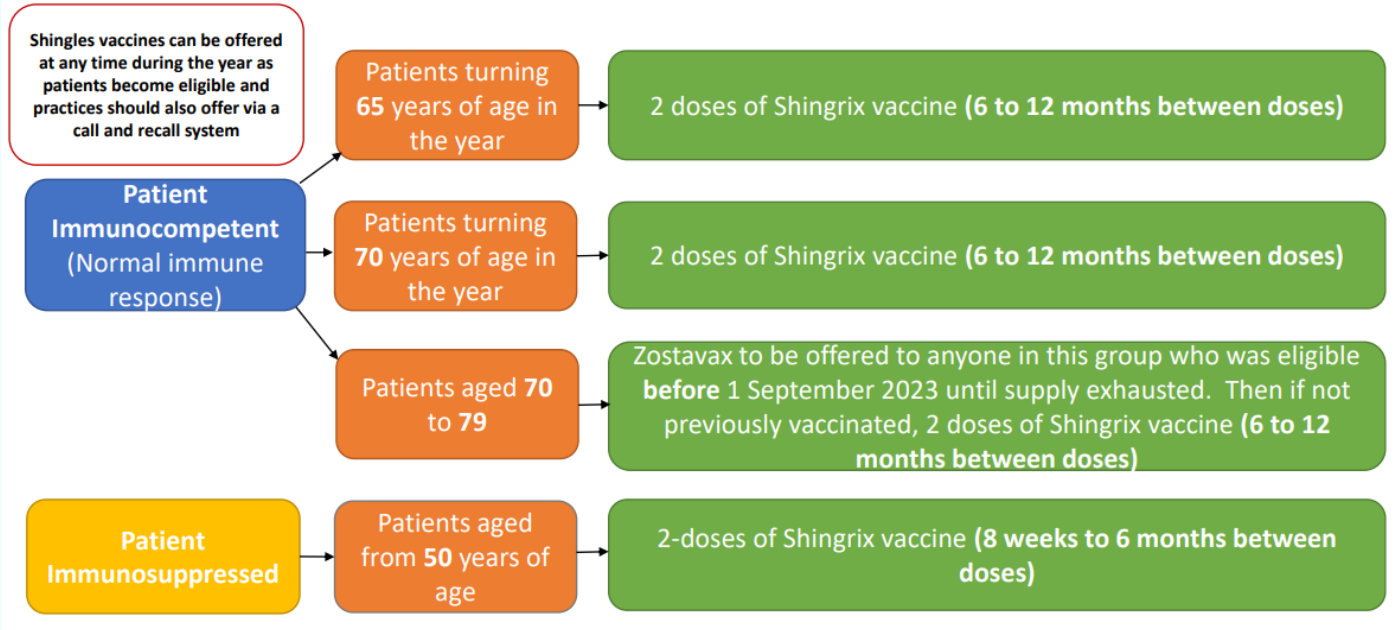 Shingles vaccines can be offered
at any time during the year as
patients become eligible and
practices should also offer via a
call and recall system
Patient
Immunocompetent
(Normal immune
response)
Patients turning
65 years of age in
the year
2 doses of Shingrix vaccine (6 to 12 months between doses)
Patients turning
70 years of age in
the year
2 doses of Shingrix vaccine (6 to 12 months between doses)
Patients aged 70
to 79
Zostavax to be offered to anyone in this group who was eligible
before 1 September 2023 until supply exhausted.  Then if not
previously vaccinated, 2 doses of Shingrix vaccine (6 to 12
months between doses)
Patient
Immunosuppressed
Patients aged
from 50 years of
age
2-doses of Shingrix vaccine (8 weeks to 6 months between
doses)